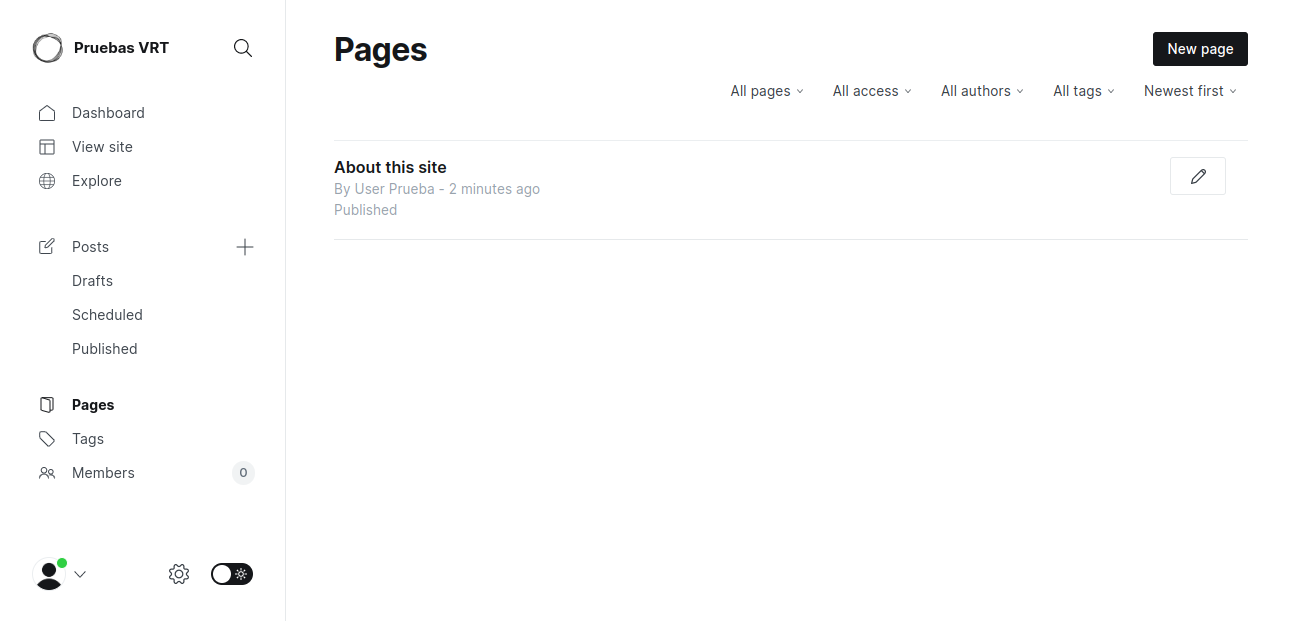 Pruebas VRT
Dashboard
View site
Explore
Posts
Drafts
Scheduled
Published
Pages
Tags
Members 0
Pages
New page
All pages All access All authors All tags Newest first
About this site
By User Prueba - 2 minutes ago
Published